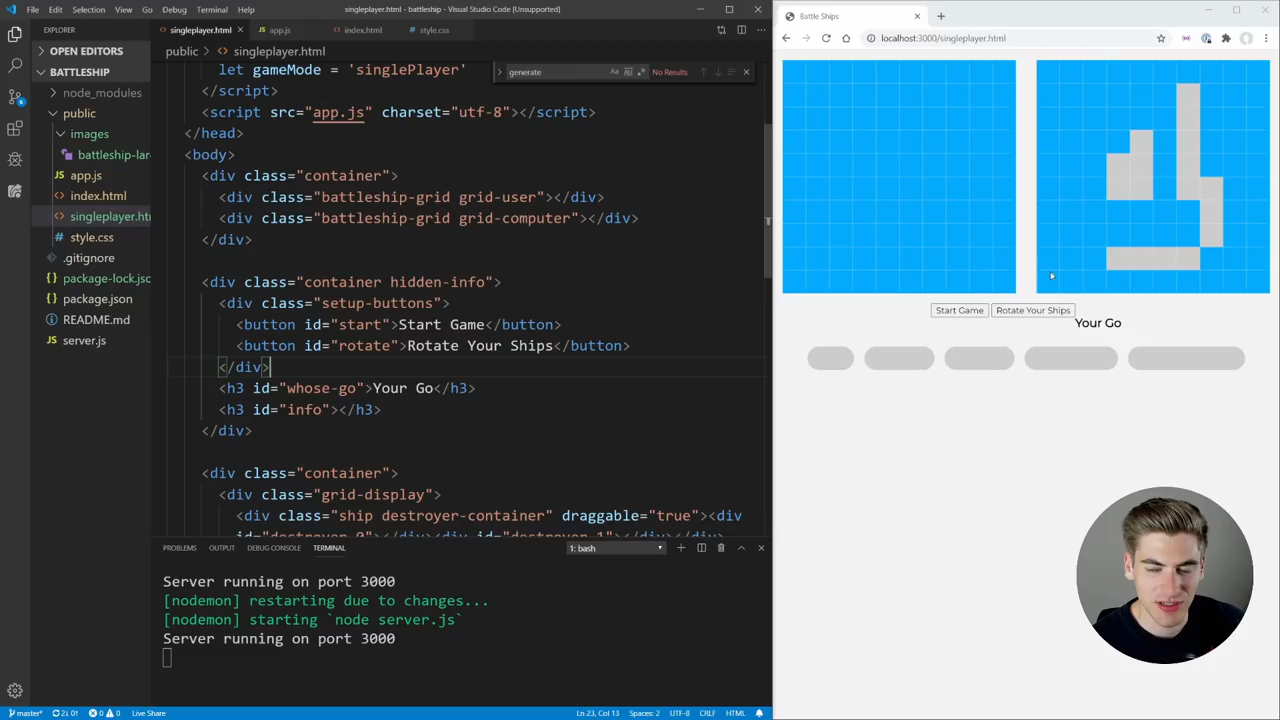 File Edit Selection View Go Debug Terminal Help
singleplayer.html - battleship - Visual Studio Code [Unsupported]
Battle Ships
EXPLORER
singleplayer.html
app.js
index.html
style.css
localhost:3000/singleplayer.html
OPEN EDITORS
public > singleplayer.html
BATTLESHIP
node_modules
public
images
battleship-lar
app.js
index.html
singleplayer.htm
style.css
.gitignore
package-lock.jsc
package.json
README.md
server.js
generate
Aa
No Results
let gameMode = 'singlePlayer'
</script>
<script src="app.js" charset="utf-8"></script>
</head>
<body>
<div class="container">
<div class="battleship-grid grid-user"></div>
<div class="battleship-grid grid-computer"></div>
</div>
<div class="container hidden-info">
<div class="setup-buttons">
<button id="start">Start Game</button>
<button id="rotate">Rotate Your Ships</button>
</div>
<h3 id="whose-go">Your Go</h3>
<h3 id="info"></h3>
</div>
<div class="container">
<div class="grid-display">
<div class="ship destroyer-container" draggable="true"><div
id="destroyer-0"></div><div id="destroyer-1"></div></div>
PROBLEMS OUTPUT DEBUG CONSOLE TERMINAL
1: bash
Server running on port 3000
[nodemon] restarting due to changes...
[nodemon] starting `node server.js`
Server running on port 3000
Start Game
Rotate Your Ships
Your Go
master* 2↓ 0↑ 0 0 Live Share
Ln 23, Col 13 Spaces: 2 UTF-8 CRLF HTML